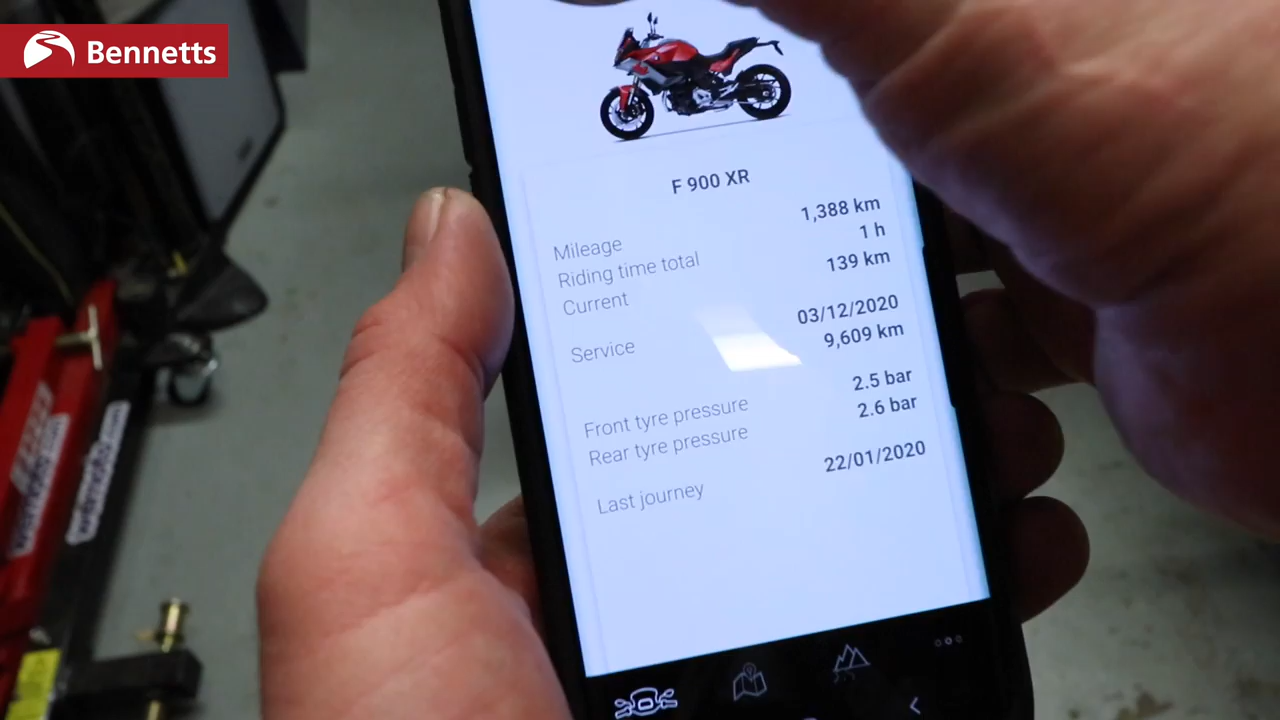 Bennetts
F 900 XR
Mileage 1,388 km
Riding time total 1 h
Current 139 km
Service 03/12/2020
9,609 km
Front tyre pressure 2.5 bar
Rear tyre pressure 2.6 bar
Last journey 22/01/2020